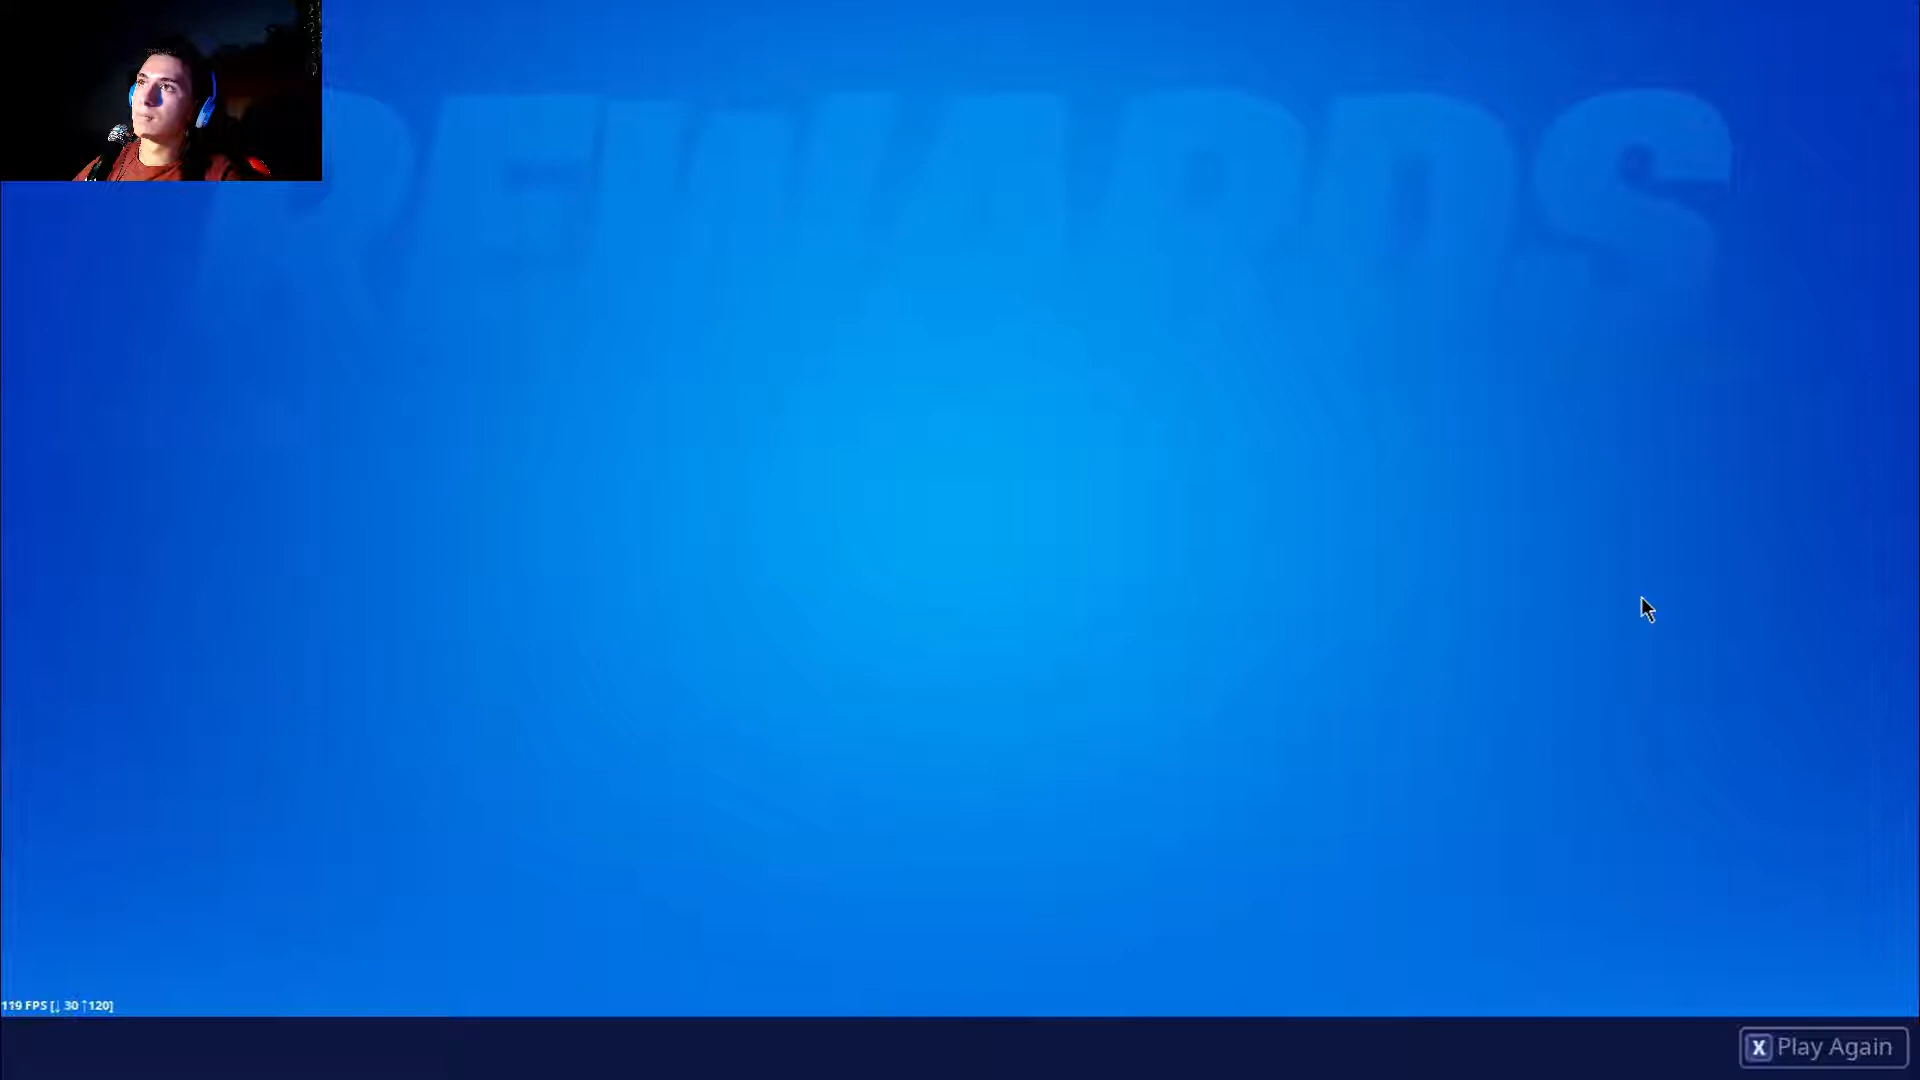 REWARDS
119 FPS [↓ 30 ↑120]
X Play Again